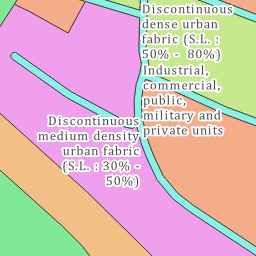 Discontinuous
dense urban
fabric (S.L. :
50% -  80%)
Industrial,
commercial,
public,
military and
private units
Discontinuous
medium density
urban fabric
(S.L. : 30% -
50%)